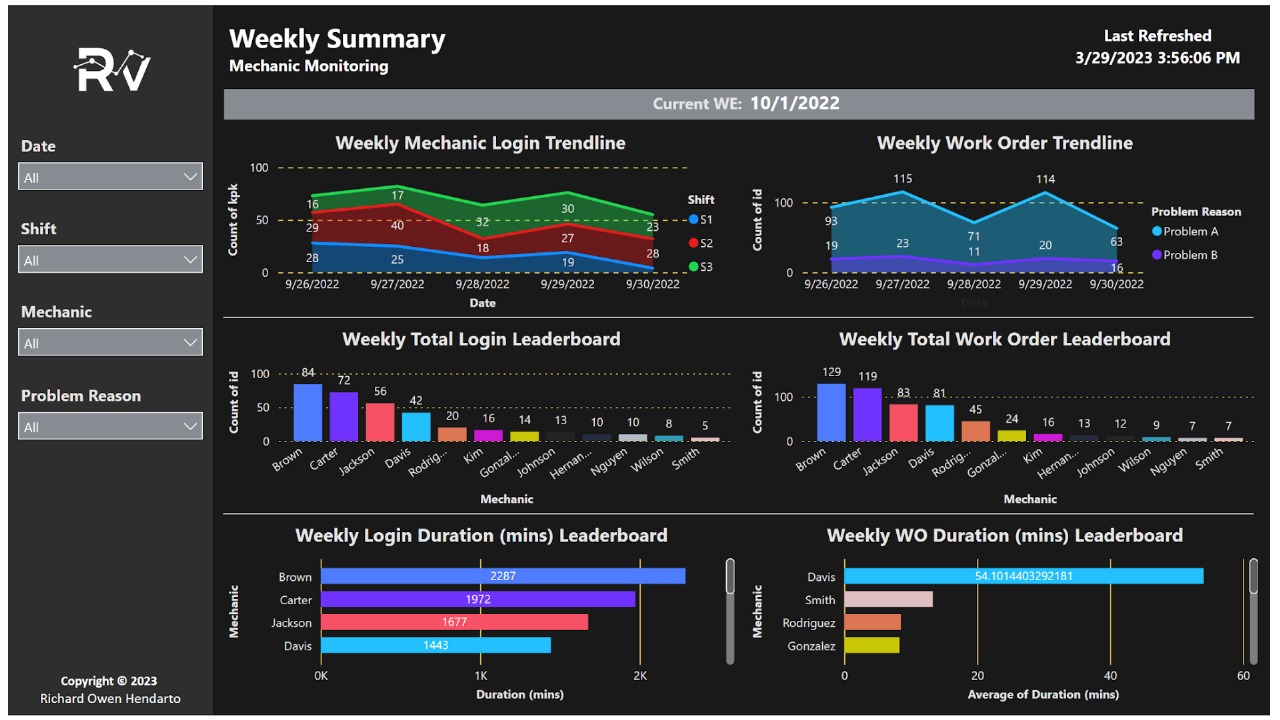 RV
Weekly Summary
Mechanic Monitoring
Last Refreshed
3/29/2023 3:56:06 PM
Current WE: 10/1/2022
Date
All
Shift
All
Mechanic
All
Problem Reason
All
Copyright © 2023
Richard Owen Hendarto
Weekly Mechanic Login Trendline
Count of kpk
100
50
0
16 17 32 30 23
29 40 18 27 28
28 25 19
9/26/2022 9/27/2022 9/28/2022 9/29/2022 9/30/2022
Date
Shift
S1
S2
S3
Weekly Work Order Trendline
Count of id
100
0
93 115 71 114 63
19 23 11 20 16
9/26/2022 9/27/2022 9/28/2022 9/29/2022 9/30/2022
Date
Problem Reason
Problem A
Problem B
Weekly Total Login Leaderboard
Count of id
100
50
0
84 72 56 42 20 16 14 13 10 10 8 5
Brown Carter Jackson Davis Rodrig... Kim Gonzal... Johnson Hernan... Nguyen Wilson Smith
Mechanic
Weekly Total Work Order Leaderboard
Count of id
100
0
129 119 83 81 45 24 16 13 12 9 7 7
Brown Carter Jackson Davis Rodrig... Gonzal... Kim Hernan... Johnson Wilson Nguyen Smith
Mechanic
Weekly Login Duration (mins) Leaderboard
Mechanic
Brown 2287
Carter 1972
Jackson 1677
Davis 1443
0K 1K 2K
Duration (mins)
Weekly WO Duration (mins) Leaderboard
Mechanic
Davis 54.1014403292181
Smith
Rodriguez
Gonzalez
0 20 40 60
Average of Duration (mins)